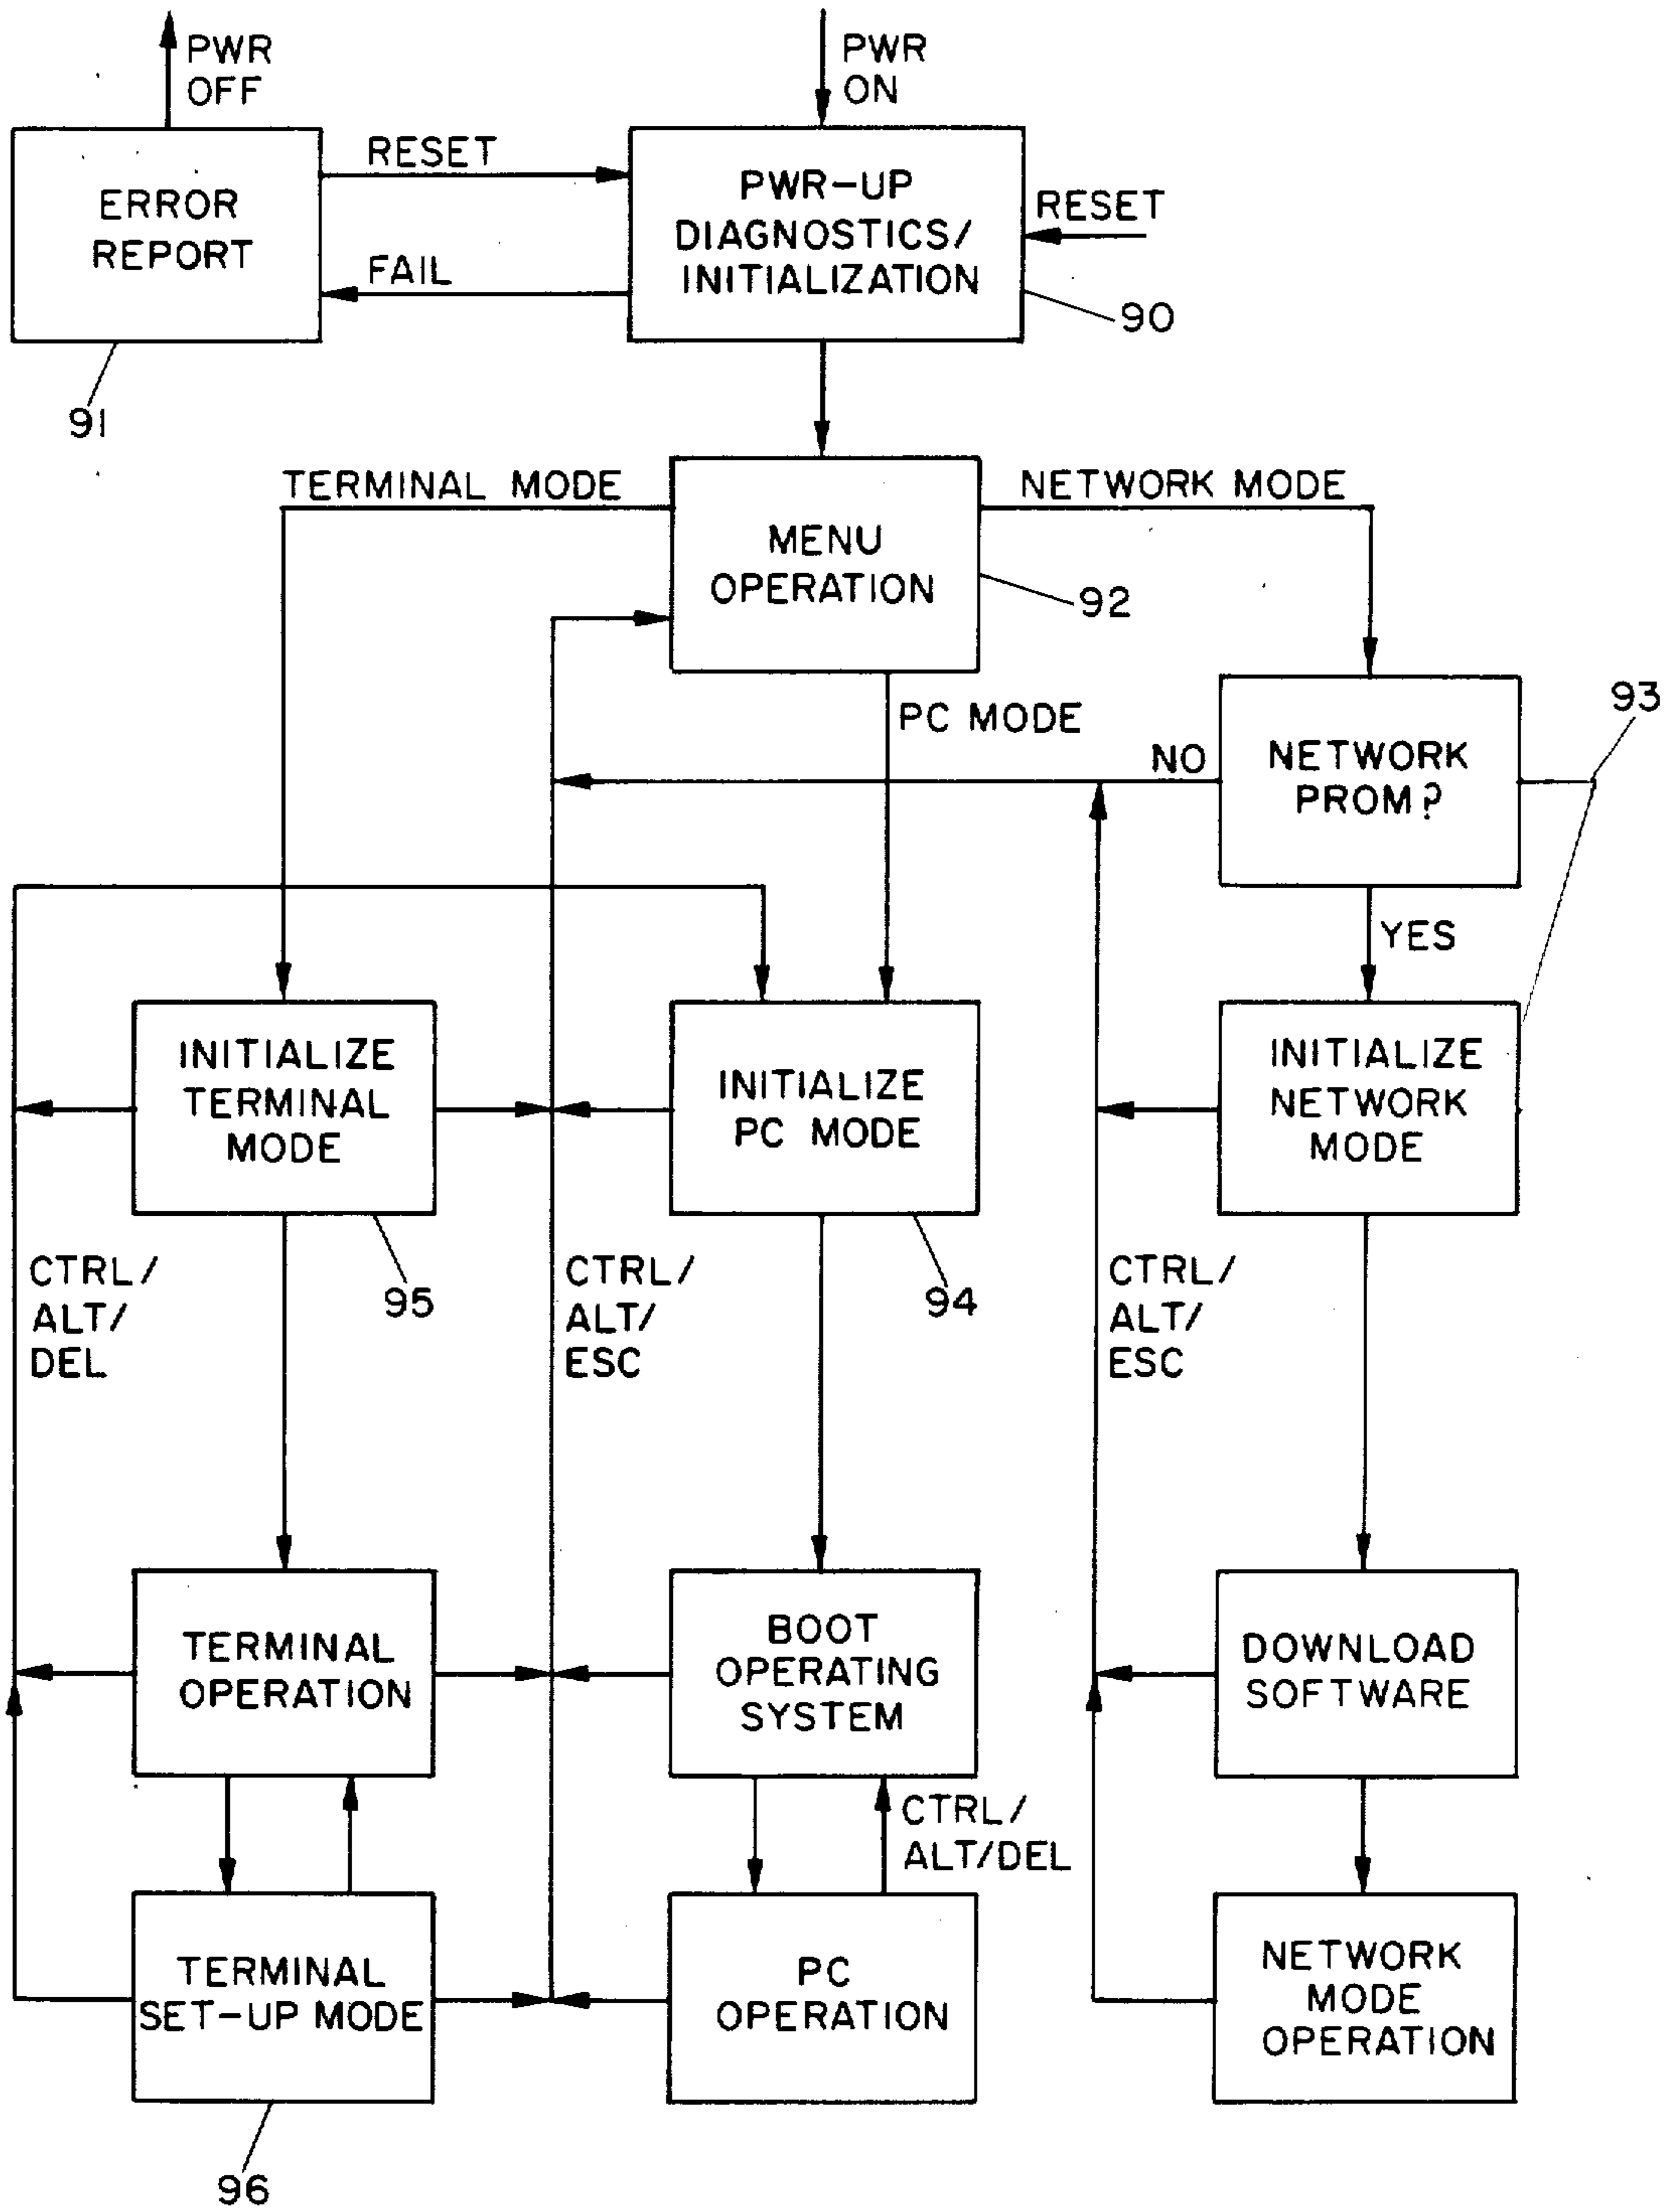 PWR
OFF
PWR
ON
ERROR
REPORT
RESET
FAIL
PWR-UP
DIAGNOSTICS/
INITIALIZATION
RESET
90
91
TERMINAL MODE
MENU
OPERATION
NETWORK MODE
92
PC MODE
NO
NETWORK
PROM?
93
YES
INITIALIZE
TERMINAL
MODE
INITIALIZE
PC MODE
INITIALIZE
NETWORK
MODE
CTRL/
ALT/
DEL
95
CTRL/
ALT/
ESC
94
CTRL/
ALT/
ESC
TERMINAL
OPERATION
BOOT
OPERATING
SYSTEM
DOWNLOAD
SOFTWARE
CTRL/
ALT/DEL
TERMINAL
SET-UP MODE
PC
OPERATION
NETWORK
MODE
OPERATION
96